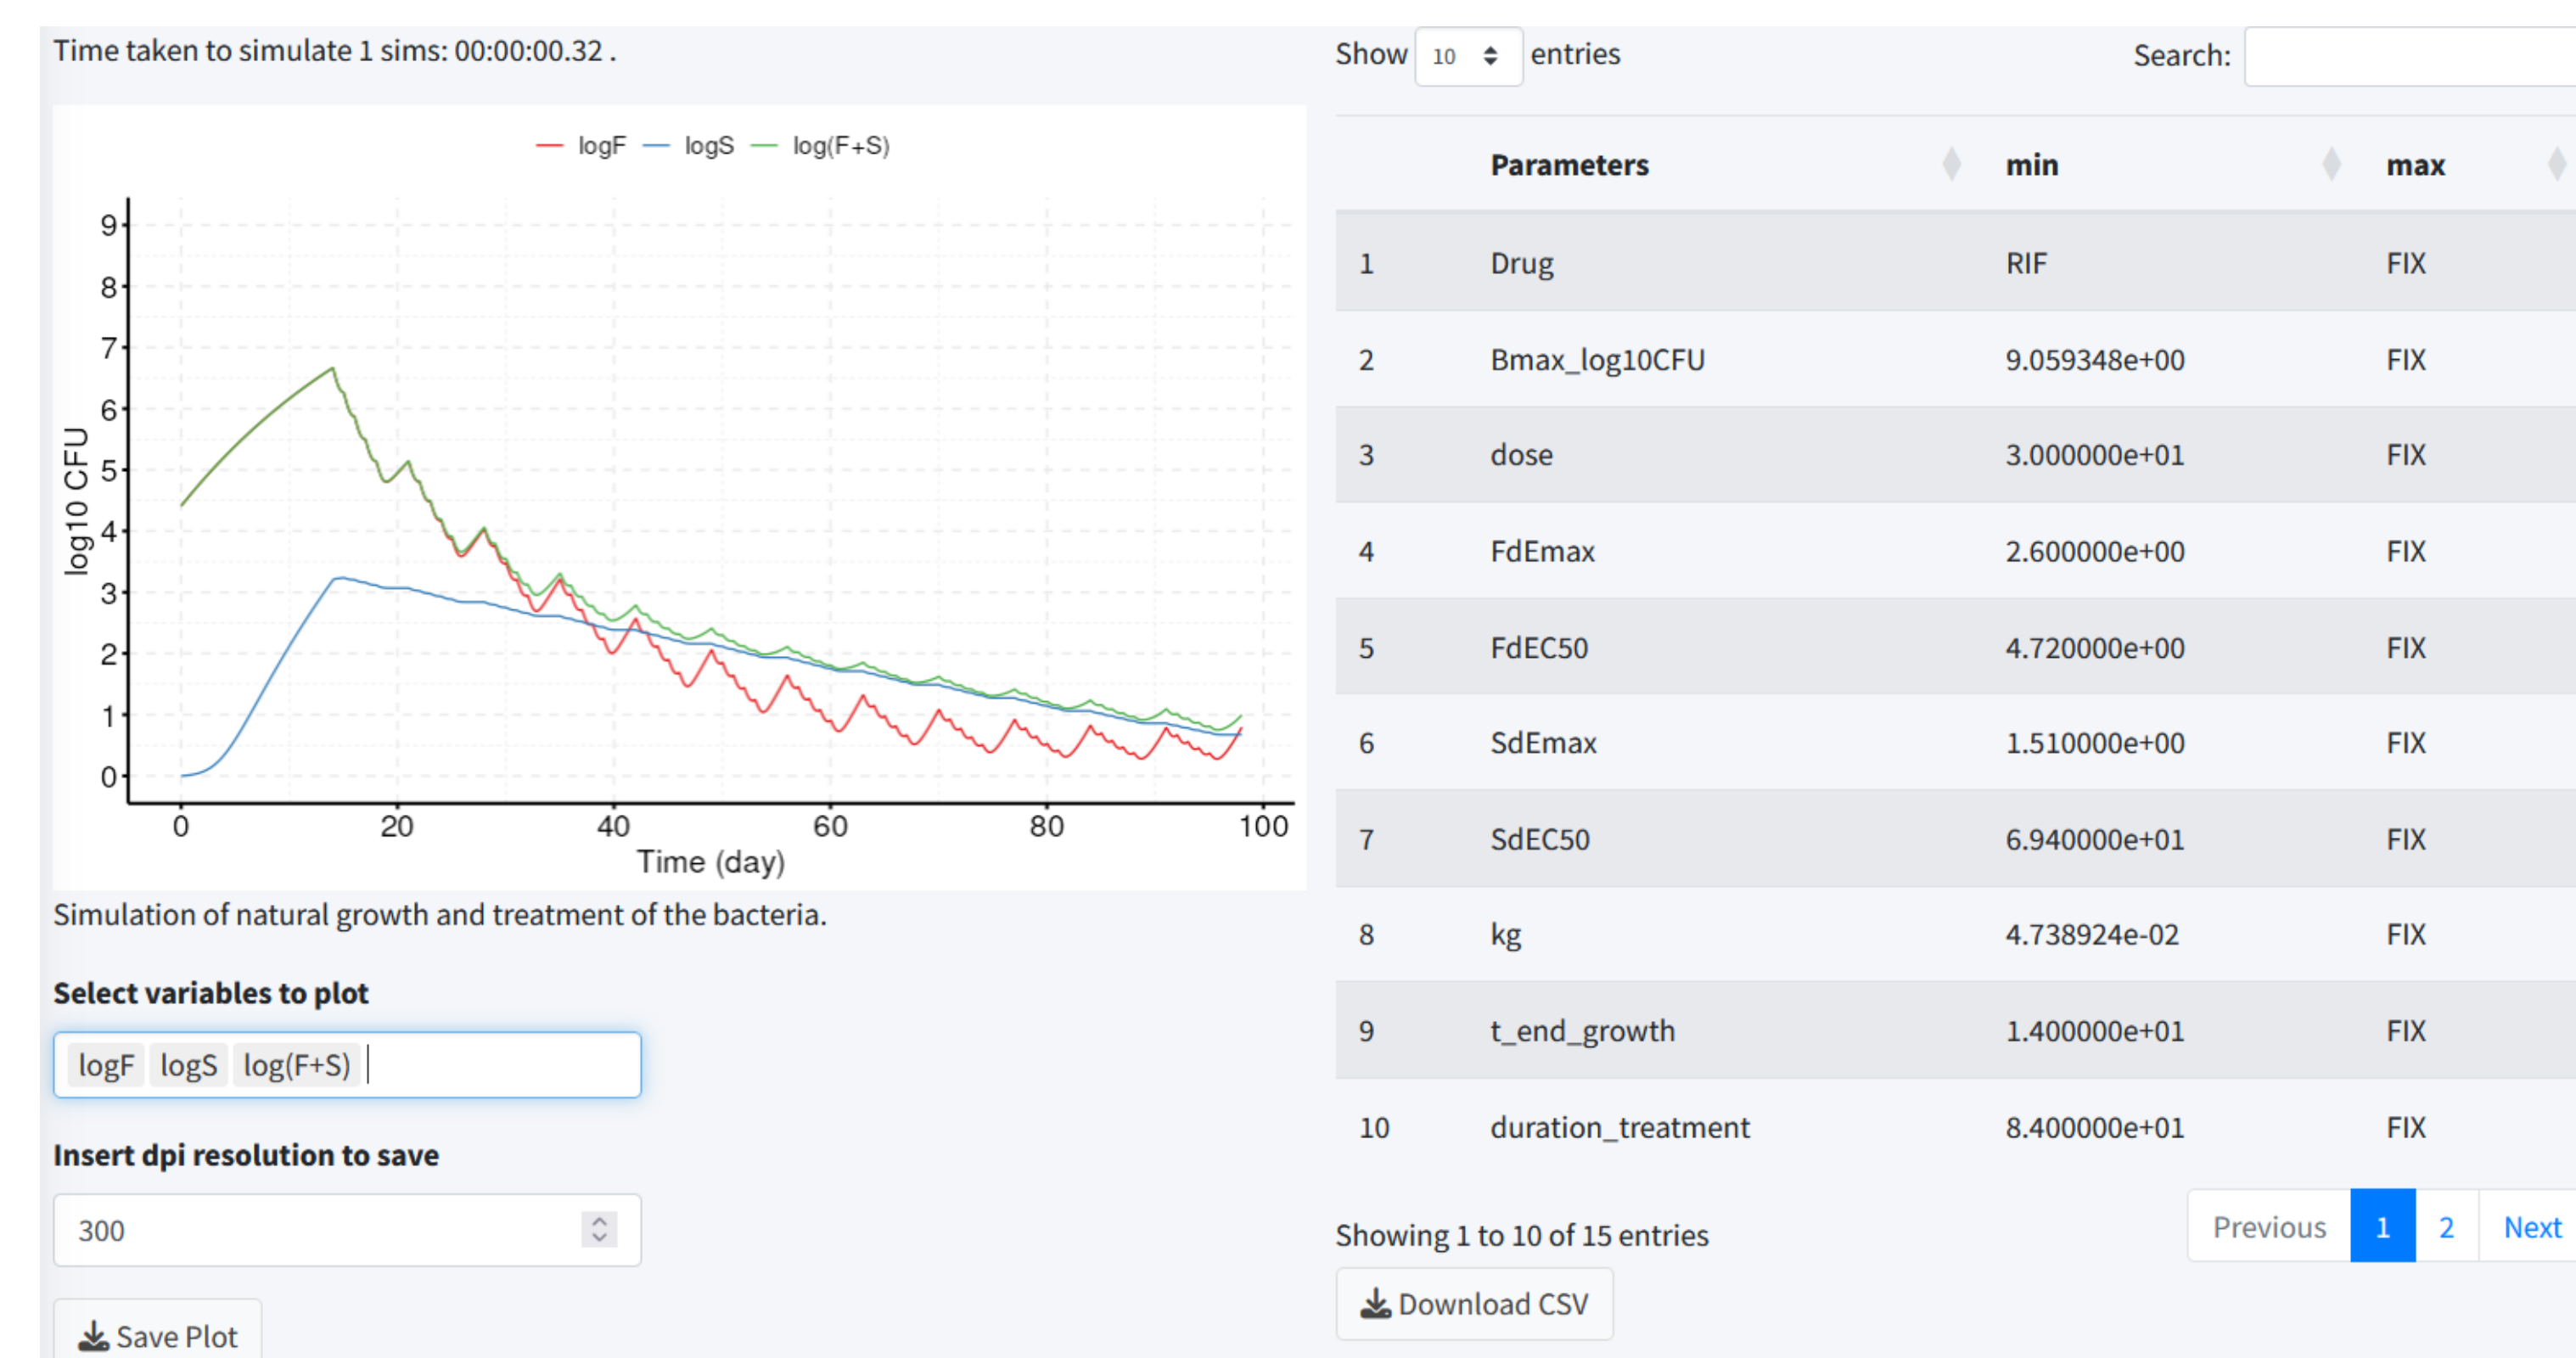 Time taken to simulate 1 sims: 00:00:00.32 .
logF logS log(F+S)
9
8
7
6
5
4
3
2
1
0
log10 CFU
0 20 40 60 80 100
Time (day)
Simulation of natural growth and treatment of the bacteria.
Select variables to plot
logF logS log(F+S)
Insert dpi resolution to save
300
Save Plot
Show 10 entries Search:
Parameters min max
1 Drug RIF FIX
2 Bmax_log10CFU 9.059348e+00 FIX
3 dose 3.000000e+01 FIX
4 FdEmax 2.600000e+00 FIX
5 FdEC50 4.720000e+00 FIX
6 SdEmax 1.510000e+00 FIX
7 SdEC50 6.940000e+01 FIX
8 kg 4.738924e-02 FIX
9 t_end_growth 1.400000e+01 FIX
10 duration_treatment 8.400000e+01 FIX
Showing 1 to 10 of 15 entries
Previous 1 2 Next
Download CSV